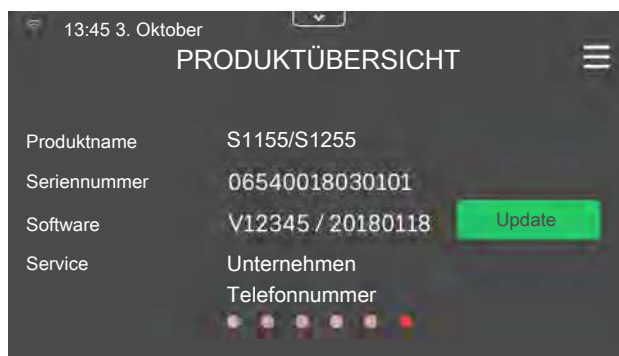 13:45 3. Oktober
PRODUKTÜBERSICHT
Produktname S1155/S1255
Seriennummer 06540018030101
Software V12345 / 20180118 Update
Service Unternehmen
Telefonnummer